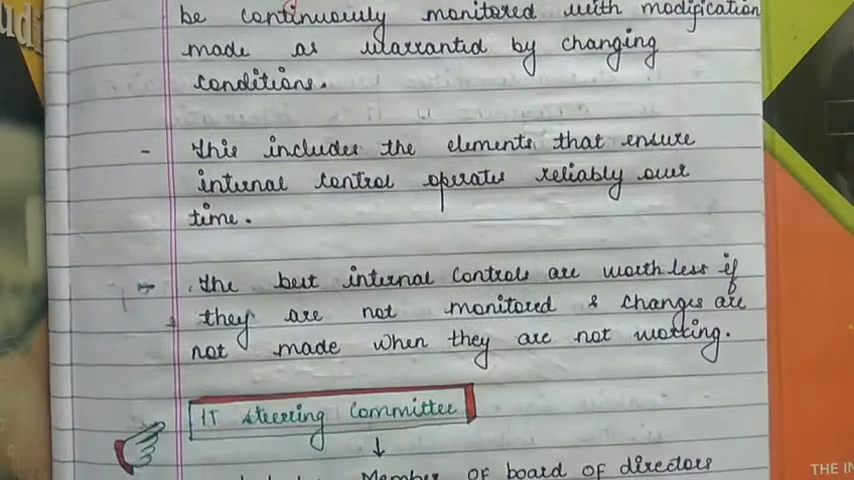 be continuously monitored with modification
made as warranted by changing
conditions.
- This includes the elements that ensure
internal control operates reliably over
time.
- The best internal controls are worthless if
they are not monitored & changes are
not made when they are not working.
IT Steering Committee
↓
Member of board of directors
THE IN